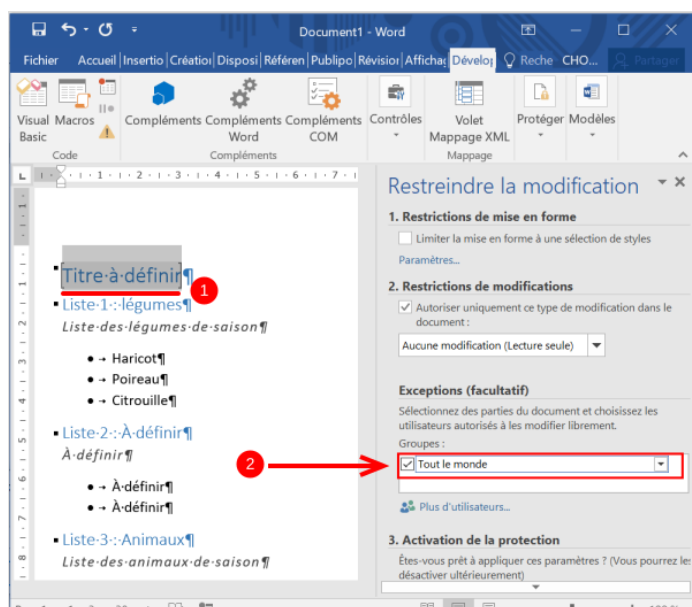 Document1 - Word
Fichier Accueil Insertio Créatio Disposi Référen Publipo Révisior Affichag Dévelop Reche CHO... Partager
Visual Basic Macros Compléments Compléments Word Compléments COM Contrôles Volet Mappage XML Protéger Modèles
Code Compléments Mappage
1 2 3 4 5 6 7
Restreindre la modification
1. Restrictions de mise en forme
Limiter la mise en forme à une sélection de styles
Paramètres...
2. Restrictions de modifications
Autoriser uniquement ce type de modification dans le
document :
Aucune modification (Lecture seule)
Exceptions (facultatif)
Sélectionnez des parties du document et choisissez les
utilisateurs autorisés à les modifier librement.
Groupes :
Tout le monde
Plus d'utilisateurs...
3. Activation de la protection
Êtes-vous prêt à appliquer ces paramètres ? (Vous pourrez les
désactiver ultérieurement)
Titre·à·définir¶
1
Liste·1·:·légumes¶
Liste·des·légumes·de·saison¶
●→Haricot¶
●→Poireau¶
●→Citrouille¶
Liste·2·:·À·définir¶
À·définir¶
2
●→À·définir¶
●→À·définir¶
Liste·3·:·Animaux¶
Liste·des·animaux·de·saison¶